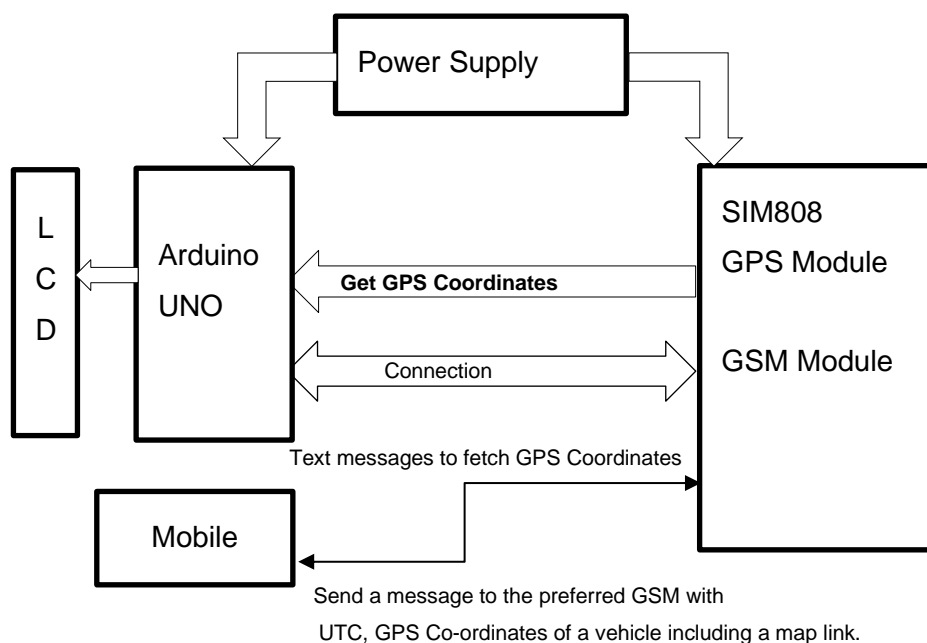 Power Supply
L
C
D
Arduino
UNO
Get GPS Coordinates
Connection
SIM808
GPS Module
GSM Module
Text messages to fetch GPS Coordinates
Mobile
Send a message to the preferred GSM with
UTC, GPS Co-ordinates of a vehicle including a map link.